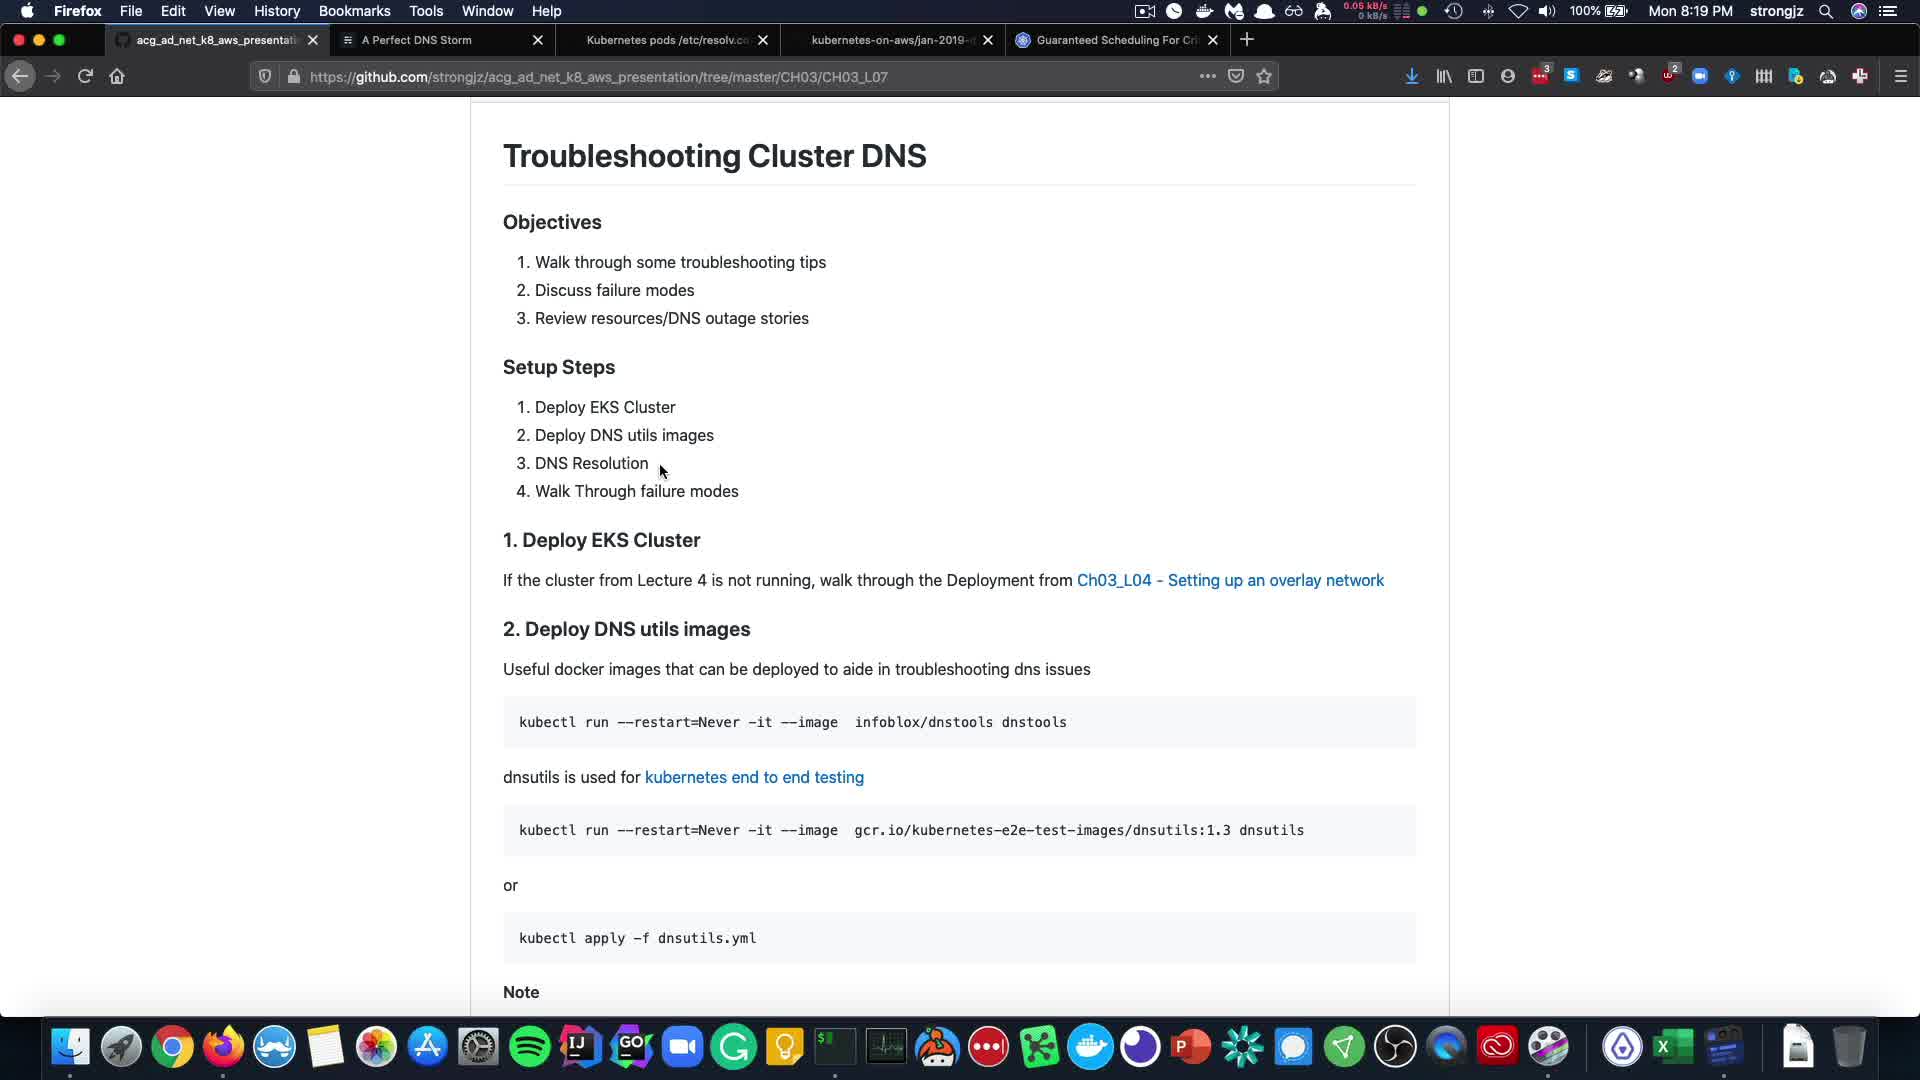 Firefox File Edit View History Bookmarks Tools Window Help
0.05 kB/s
0 kB/s
100%
Mon 8:19 PM strongjz
acg_ad_net_k8_aws_presentati
A Perfect DNS Storm
Kubernetes pods /etc/resolv.co
kubernetes-on-aws/jan-2019-
Guaranteed Scheduling For Cri
https://github.com/strongjz/acg_ad_net_k8_aws_presentation/tree/master/CH03/CH03_L07
3
2
Troubleshooting Cluster DNS
Objectives
1. Walk through some troubleshooting tips
2. Discuss failure modes
3. Review resources/DNS outage stories
Setup Steps
1. Deploy EKS Cluster
2. Deploy DNS utils images
3. DNS Resolution
4. Walk Through failure modes
1. Deploy EKS Cluster
If the cluster from Lecture 4 is not running, walk through the Deployment from Ch03_L04 - Setting up an overlay network
2. Deploy DNS utils images
Useful docker images that can be deployed to aide in troubleshooting dns issues
kubectl run --restart=Never -it --image  infoblox/dnstools dnstools
dnsutils is used for kubernetes end to end testing
kubectl run --restart=Never -it --image  gcr.io/kubernetes-e2e-test-images/dnsutils:1.3 dnsutils
or
kubectl apply -f dnsutils.yml
Note